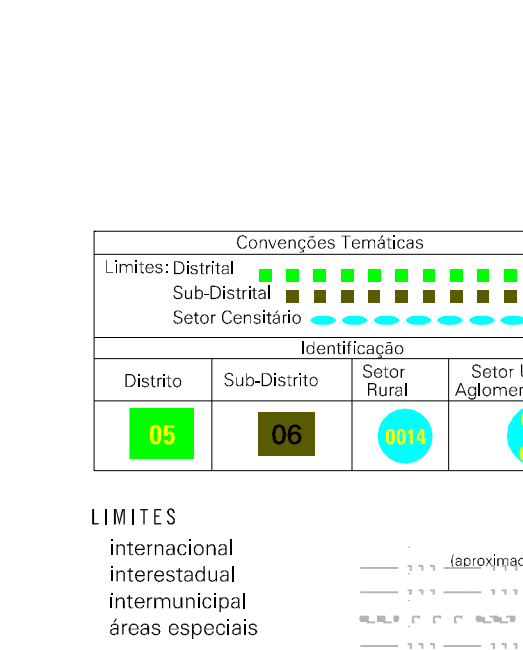 Convenções Temáticas
Limites: Distrital
Sub-Distrital
Setor Censitário
Identificação
Distrito Sub-Distrito Setor Rural Setor
05 06 0014
LIMITES
internacional
interestadual
intermunicipal
áreas especiais